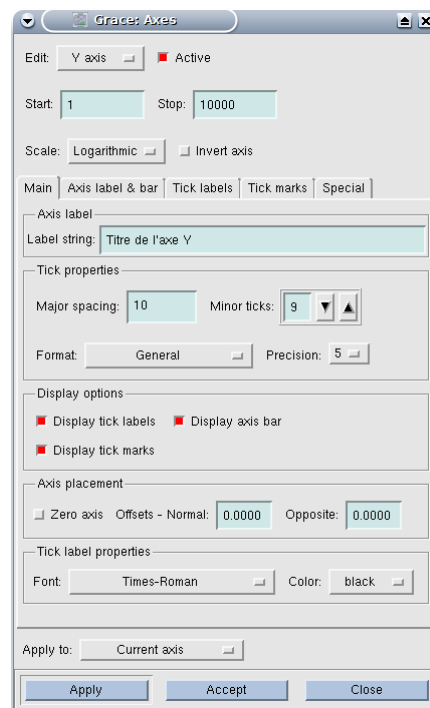 Grace: Axes
Edit: Y axis Active
Start: 1 Stop: 10000
Scale: Logarithmic Invert axis
Main Axis label & bar Tick labels Tick marks Special
Axis label
Label string: Titre de l'axe Y
Tick properties
Major spacing: 10 Minor ticks: 9
Format: General Precision: 5
Display options
Display tick labels Display axis bar
Display tick marks
Axis placement
Zero axis Offsets - Normal: 0.0000 Opposite: 0.0000
Tick label properties
Font: Times-Roman Color: black
Apply to: Current axis
Apply Accept Close